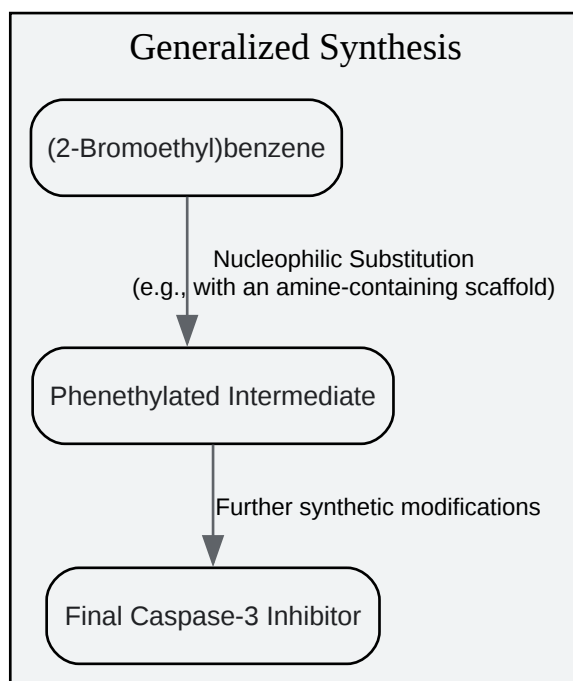 Generalized Synthesis
(2-Bromoethyl)benzene
Nucleophilic Substitution
(e.g., with an amine-containing scaffold)
Phenethylated Intermediate
Further synthetic modifications
Final Caspase-3 Inhibitor